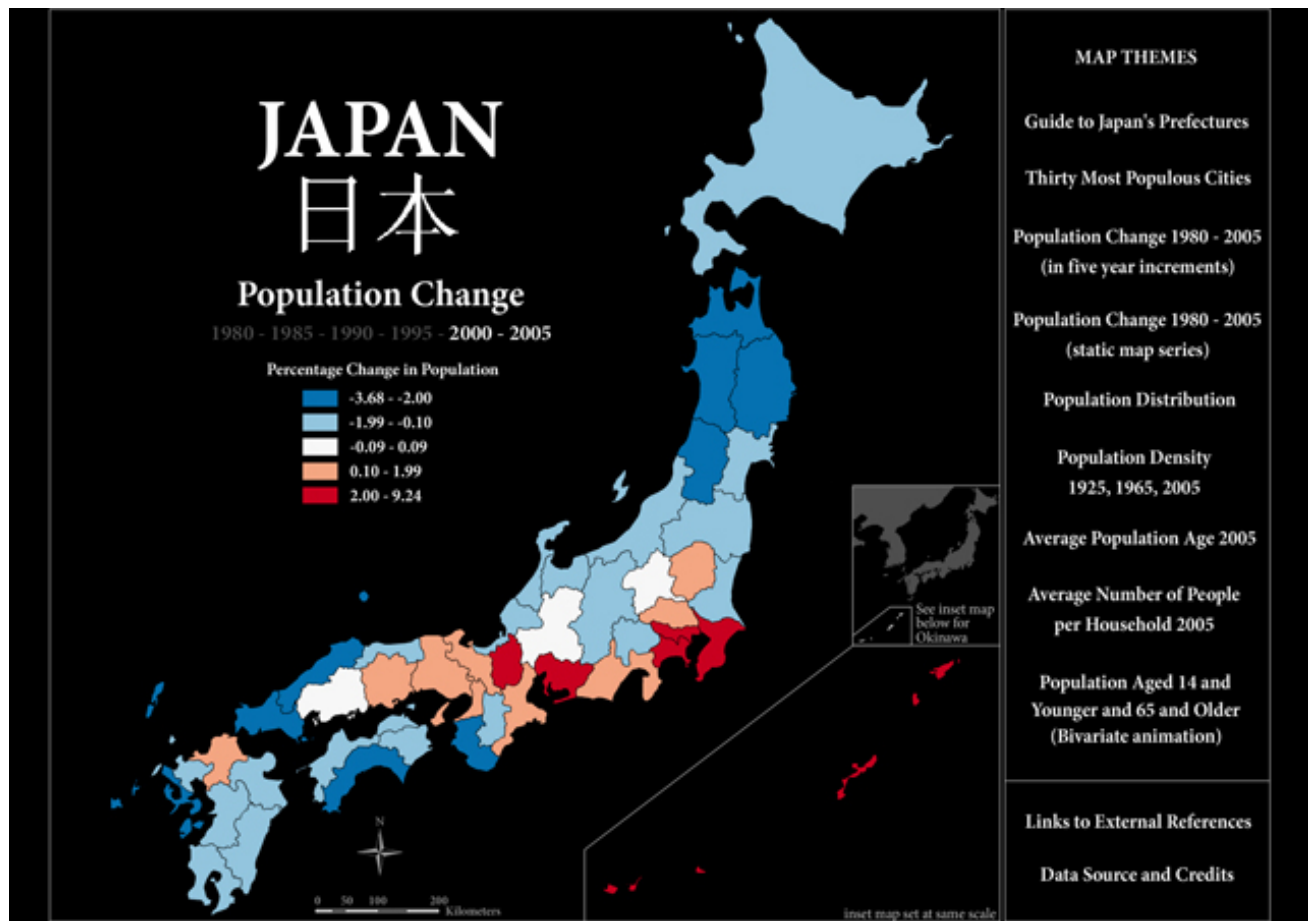 JAPAN
日本
Population Change
1980 - 1985 - 1990 - 1995 - 2000 - 2005
Percentage Change in Population
-3.68 - -2.00
-1.99 - -0.10
-0.09 - 0.09
0.10 - 1.99
2.00 - 9.24
See inset map
below for
Okinawa
N
0 50 100 200
Kilometers
inset map set at same scale
MAP THEMES
Guide to Japan's Prefectures
Thirty Most Populous Cities
Population Change 1980 - 2005
(in five year increments)
Population Change 1980 - 2005
(static map series)
Population Distribution
Population Density
1925, 1965, 2005
Average Population Age 2005
Average Number of People
per Household 2005
Population Aged 14 and
Younger and 65 and Older
(Bivariate animation)
Links to External References
Data Source and Credits